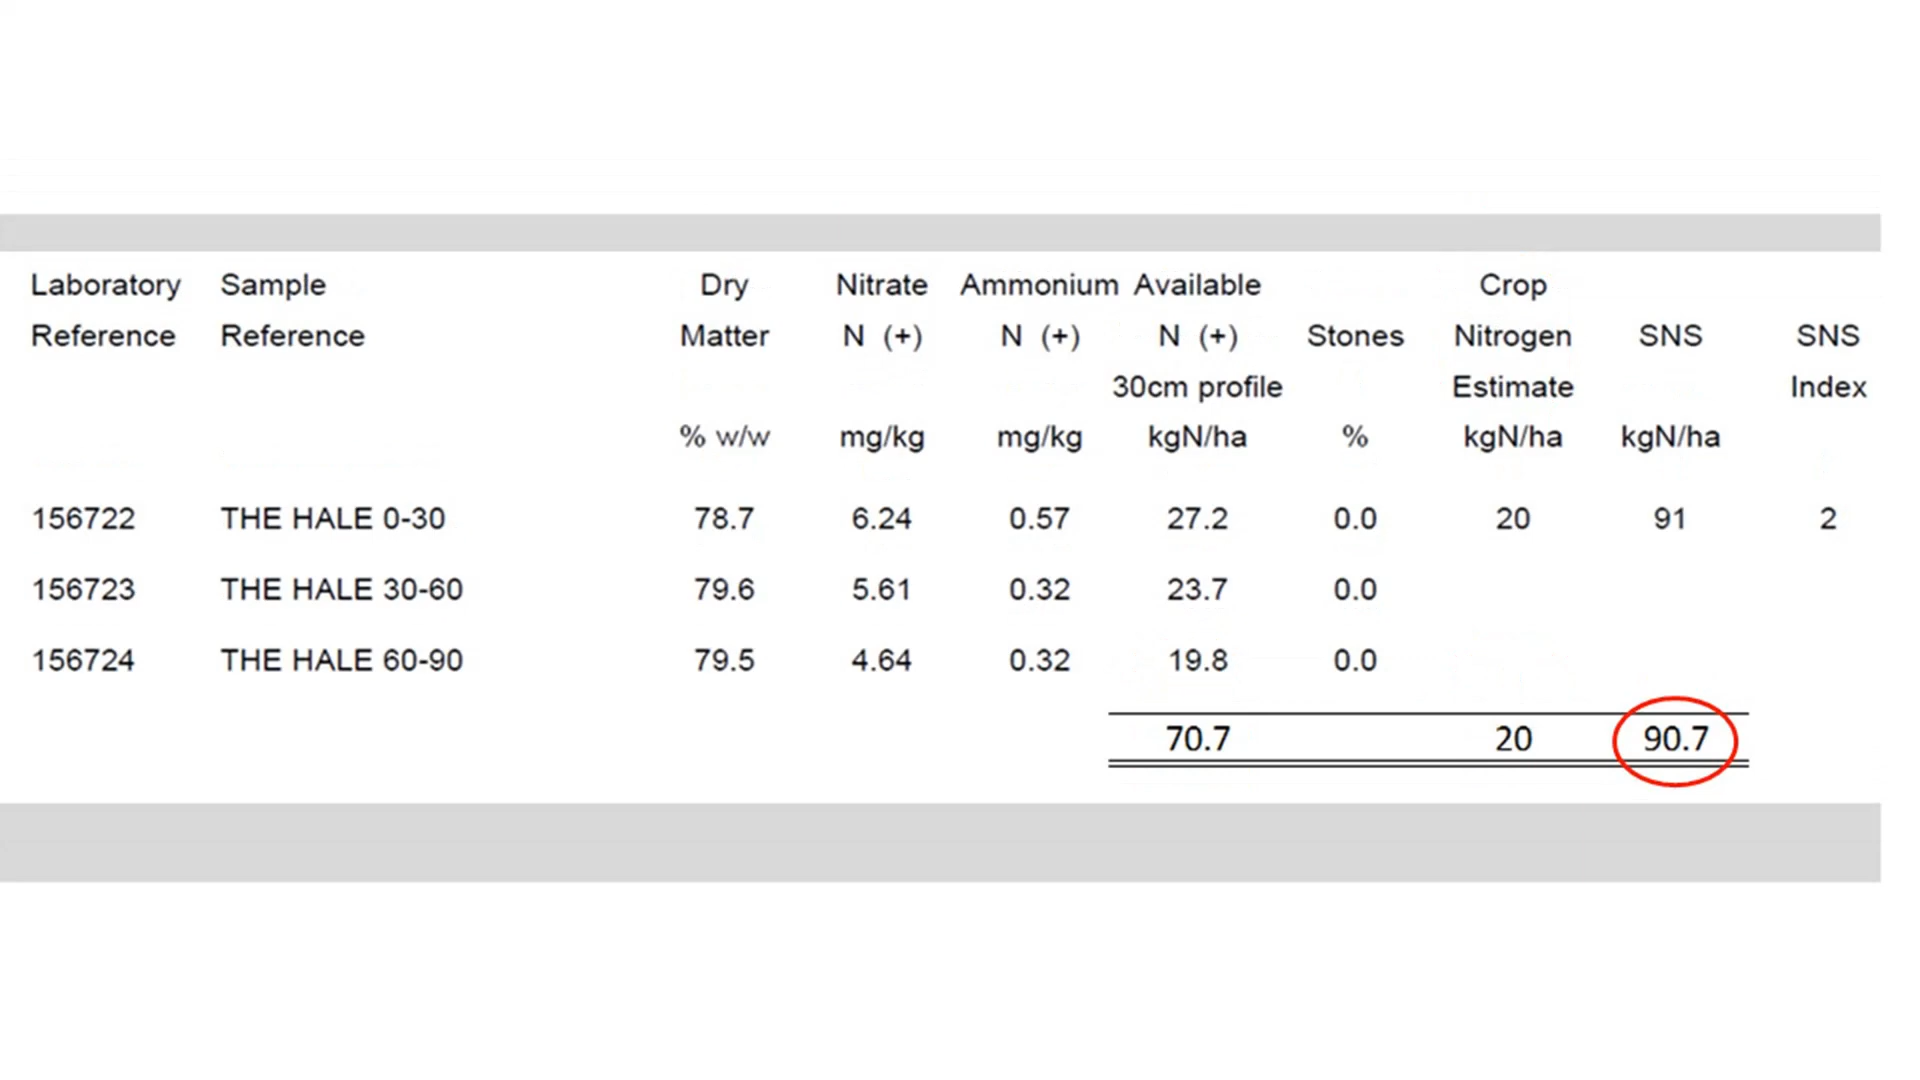 Laboratory Sample Dry Nitrate Ammonium Available Crop
Reference Reference Matter N (+) N (+) N (+) Stones Nitrogen SNS SNS
30cm profile Estimate Index
% w/w mg/kg mg/kg kgN/ha % kgN/ha kgN/ha
156722 THE HALE 0-30 78.7 6.24 0.57 27.2 0.0 20 91 2
156723 THE HALE 30-60 79.6 5.61 0.32 23.7 0.0
156724 THE HALE 60-90 79.5 4.64 0.32 19.8 0.0
70.7 20 90.7